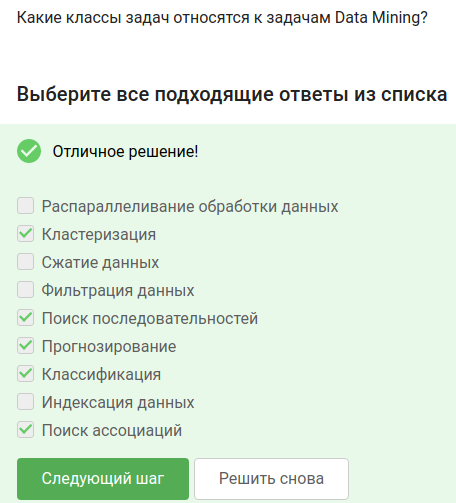 Какие классы задач относятся к задачам Data Mining?
Выберите все подходящие ответы из списка
Отличное решение!
Распараллеливание обработки данных
Кластеризация
Сжатие данных
Фильтрация данных
Поиск последовательностей
Прогнозирование
Классификация
Индексация данных
Поиск ассоциаций
Следующий шаг
Решить снова